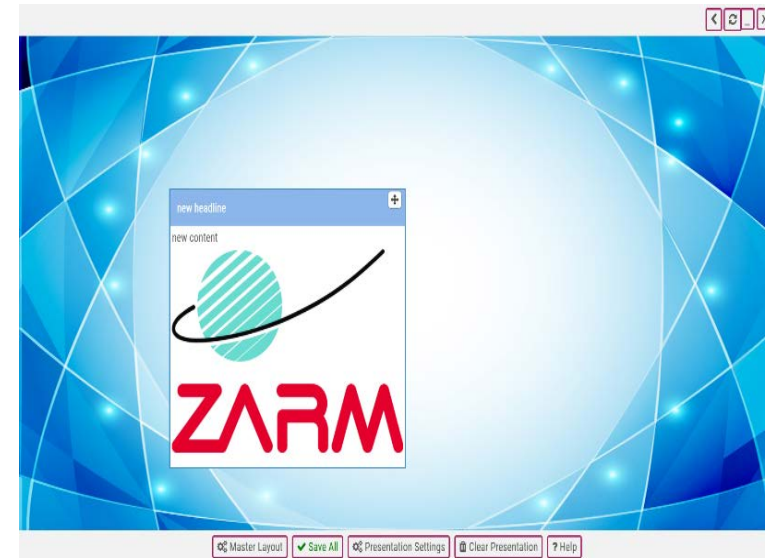 new headline
new content
ZARM
Master Layout Save All Presentation Settings Clear Presentation ? Help